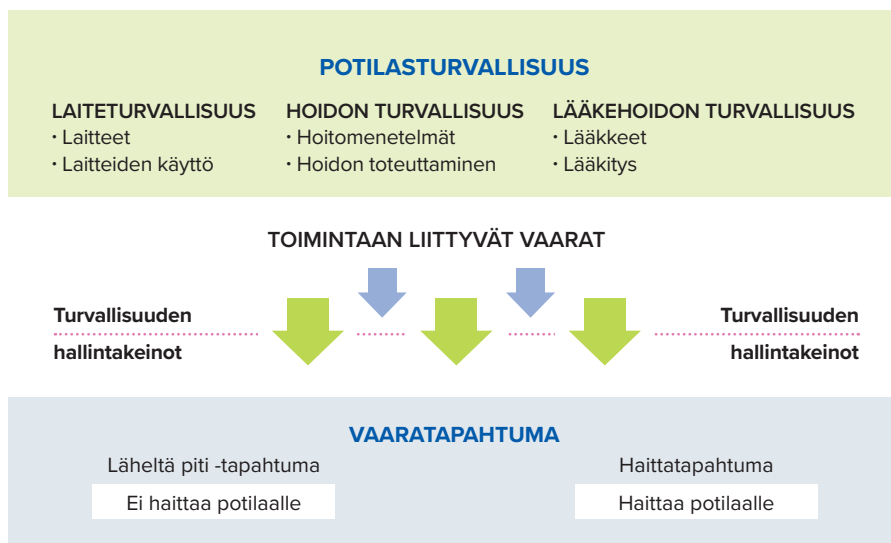 POTILASTURVALLISUUS
LAITETURVALLISUUS
· Laitteet
· Laitteiden käyttö
HOIDON TURVALLISUUS
· Hoitomenetelmät
· Hoidon toteuttaminen
LÄÄKEHOIDON TURVALLISUUS
· Lääkkeet
· Lääkitys
TOIMINTAAN LIITTYVÄT VAARAT
Turvallisuuden
hallintakeinot
Turvallisuuden
hallintakeinot
VAARATAPAHTUMA
Läheltä piti -tapahtuma
Ei haittaa potilaalle
Haittatapahtuma
Haittaa potilaalle